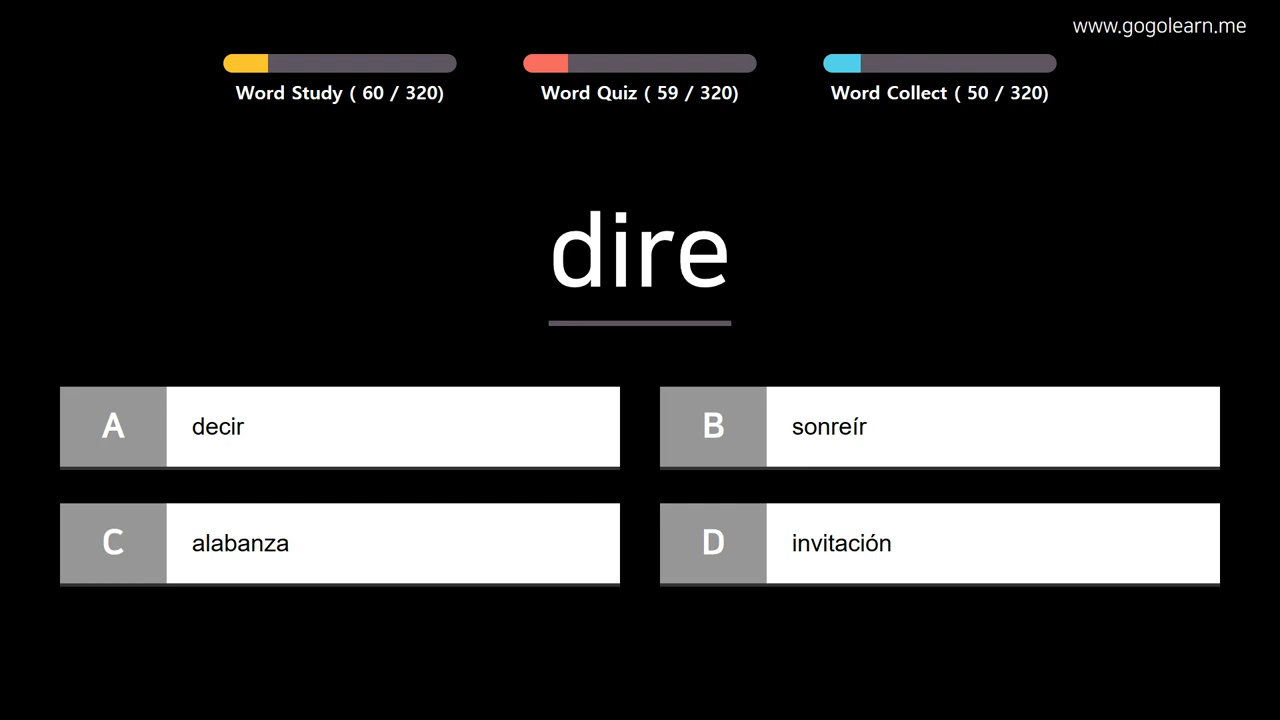 www.gogolearn.me
Word Study ( 60 / 320)
Word Quiz ( 59 / 320)
Word Collect ( 50 / 320)
dire
A decir
B sonreír
C alabanza
D invitación